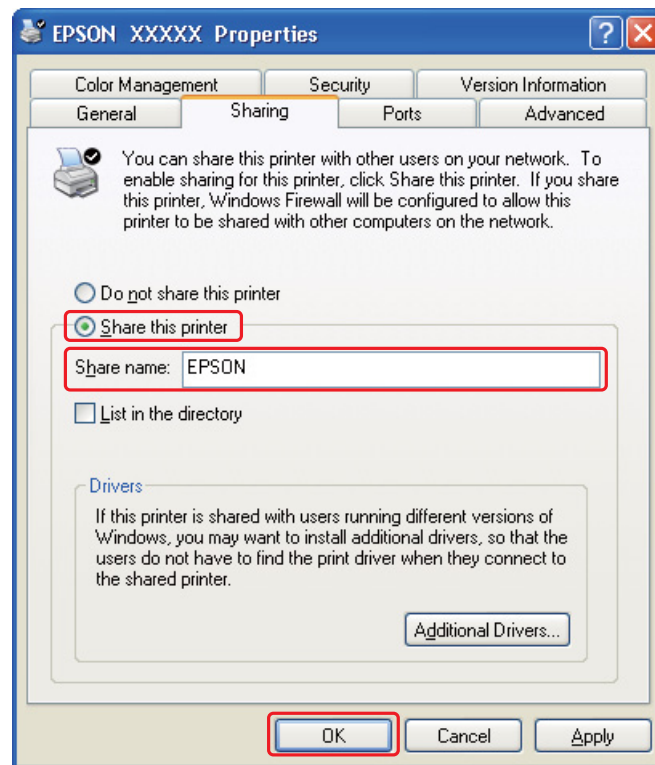 EPSON XXXXX Properties
Color Management Security Version Information
General Sharing Ports Advanced
You can share this printer with other users on your network. To
enable sharing for this printer, click Share this printer. If you share
this printer, Windows Firewall will be configured to allow this
printer to be shared with other computers on the network.
Do not share this printer
Share this printer
Share name: EPSON
List in the directory
Drivers
If this printer is shared with users running different versions of
Windows, you may want to install additional drivers, so that the
users do not have to find the print driver when they connect to
the shared printer.
Additional Drivers...
OK Cancel Apply